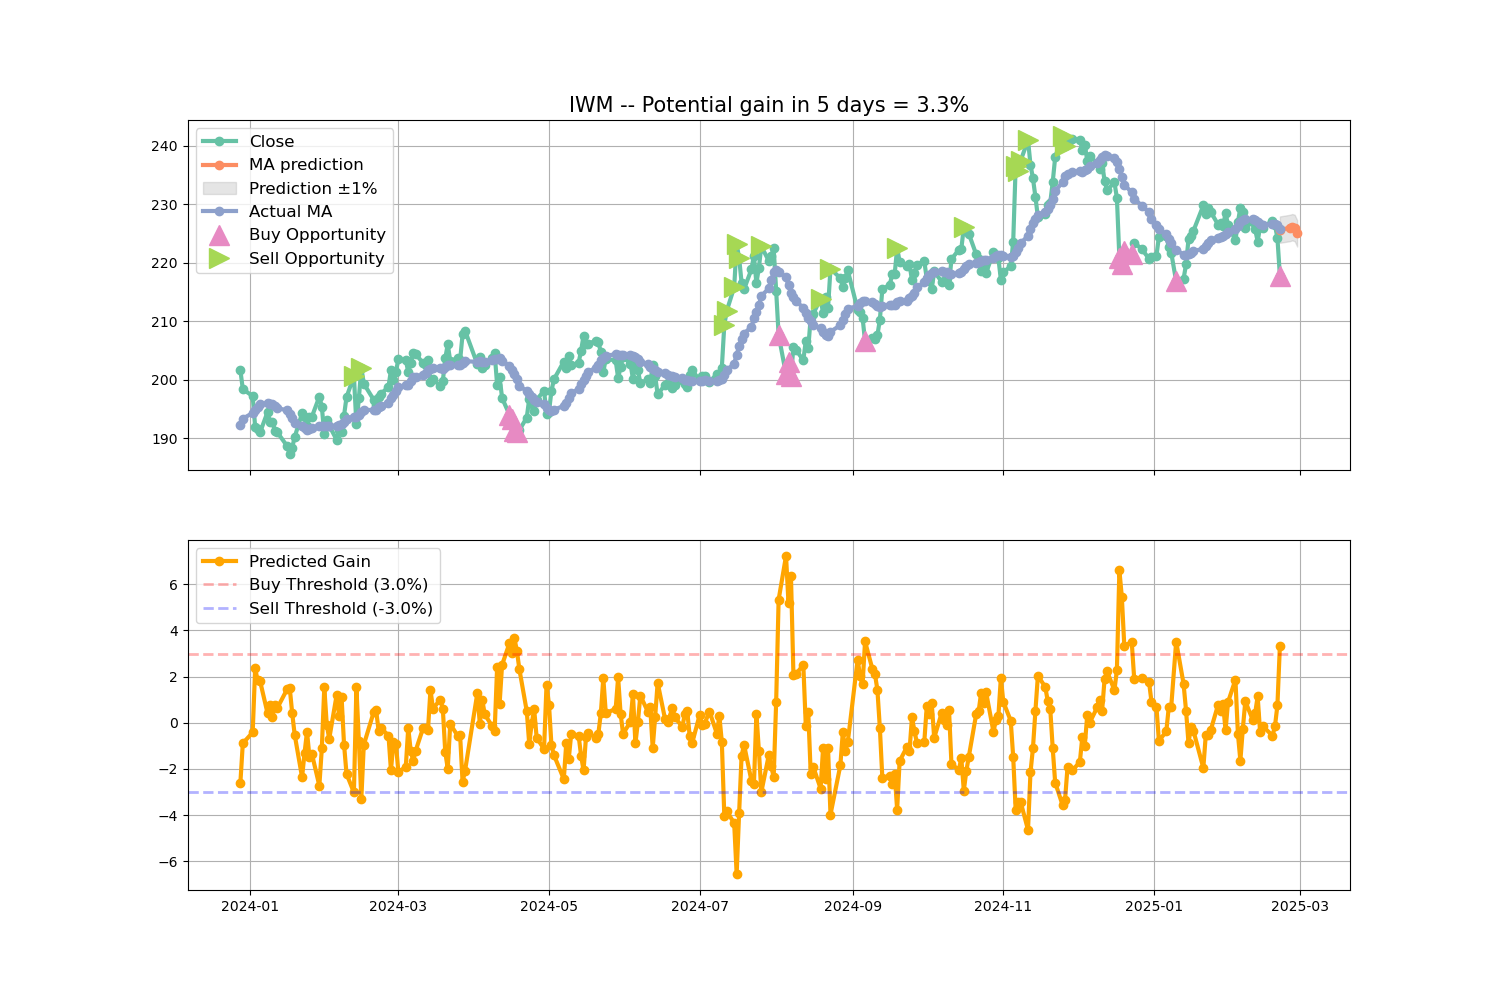 IWM -- Potential gain in 5 days = 3.3%
240
230
220
210
200
190
Close
MA prediction
Prediction ±1%
Actual MA
Buy Opportunity
Sell Opportunity
6
4
2
0
−2
−4
−6
Predicted Gain
Buy Threshold (3.0%)
Sell Threshold (-3.0%)
2024-01
2024-03
2024-05
2024-07
2024-09
2024-11
2025-01
2025-03